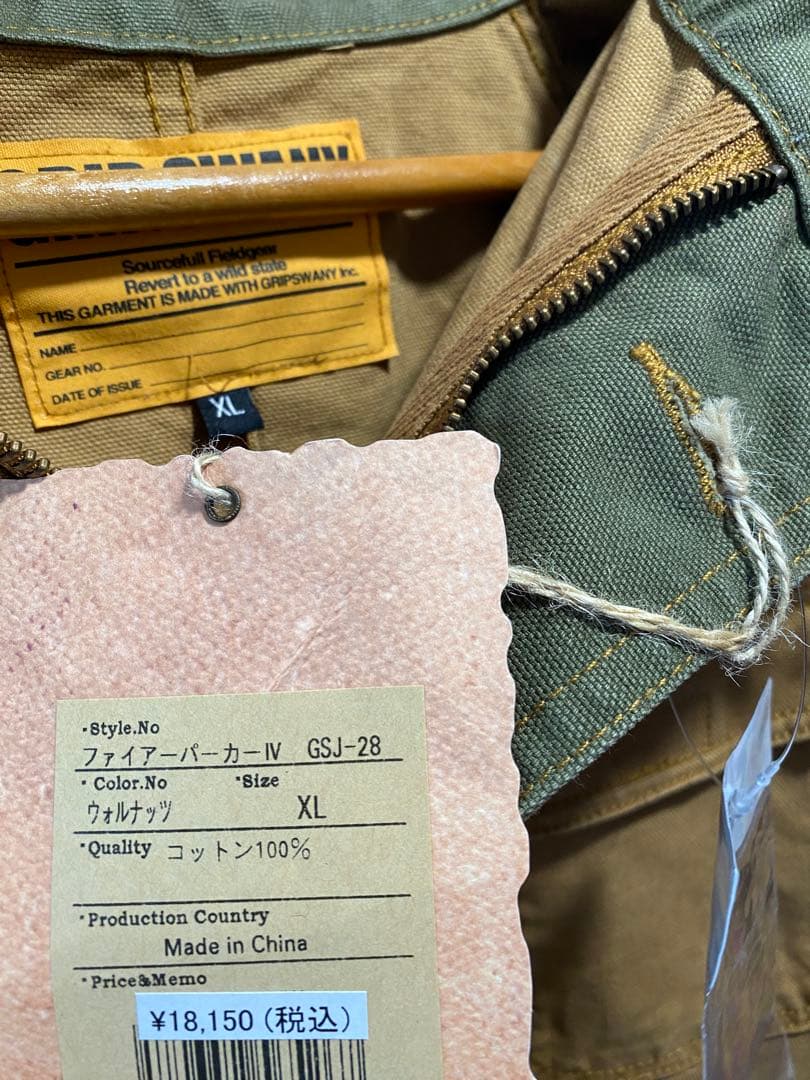 GRIP SWANY
Sourcefull Fieldgear
Revert to a wild state
THIS GARMENT IS MADE WITH GRIPSWANY Inc.
NAME
GEAR NO.
DATE OF ISSUE
XL
・Style.No
ファイアーパーカーⅣ GSJ-28
・Color.No ・Size
ウォルナッツ XL
・Quality コットン100%
・Production Country
Made in China
・Price&Memo
¥18,150(税込)